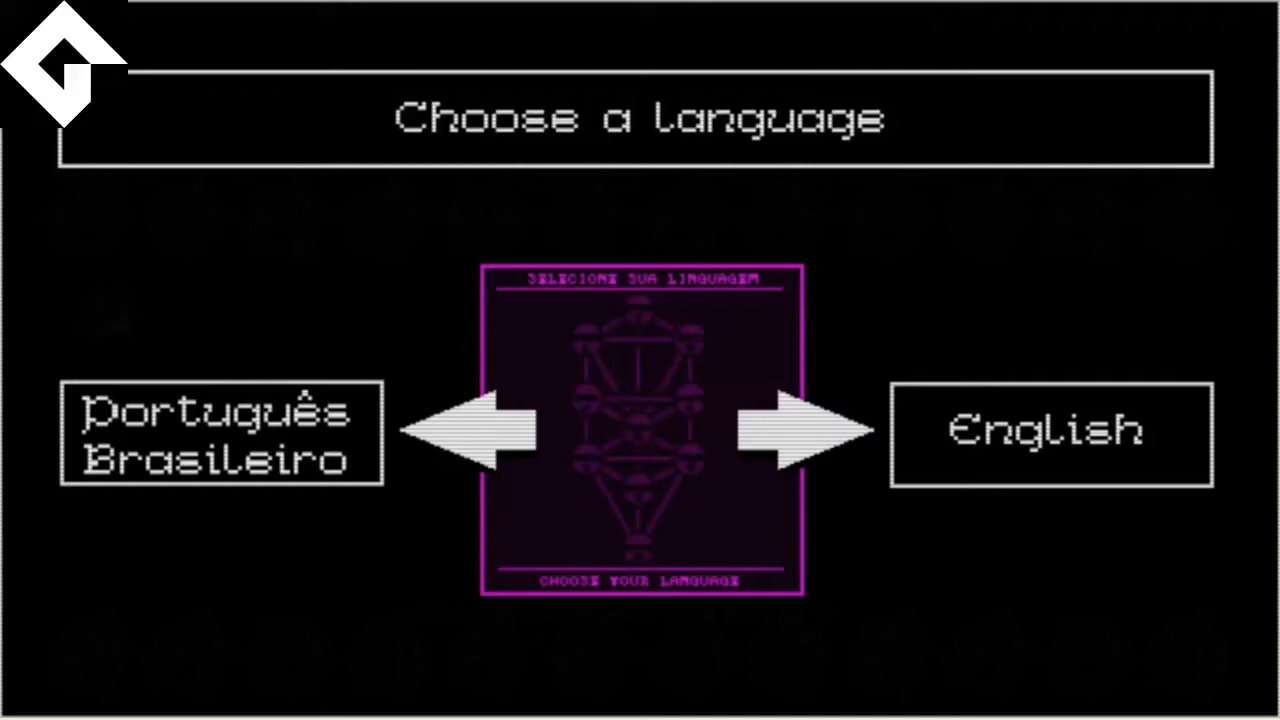 Choose a language
SELECIONE SUA LINGUAGEM
Português
Brasileiro
English
CHOOSE YOUR LANGUAGE